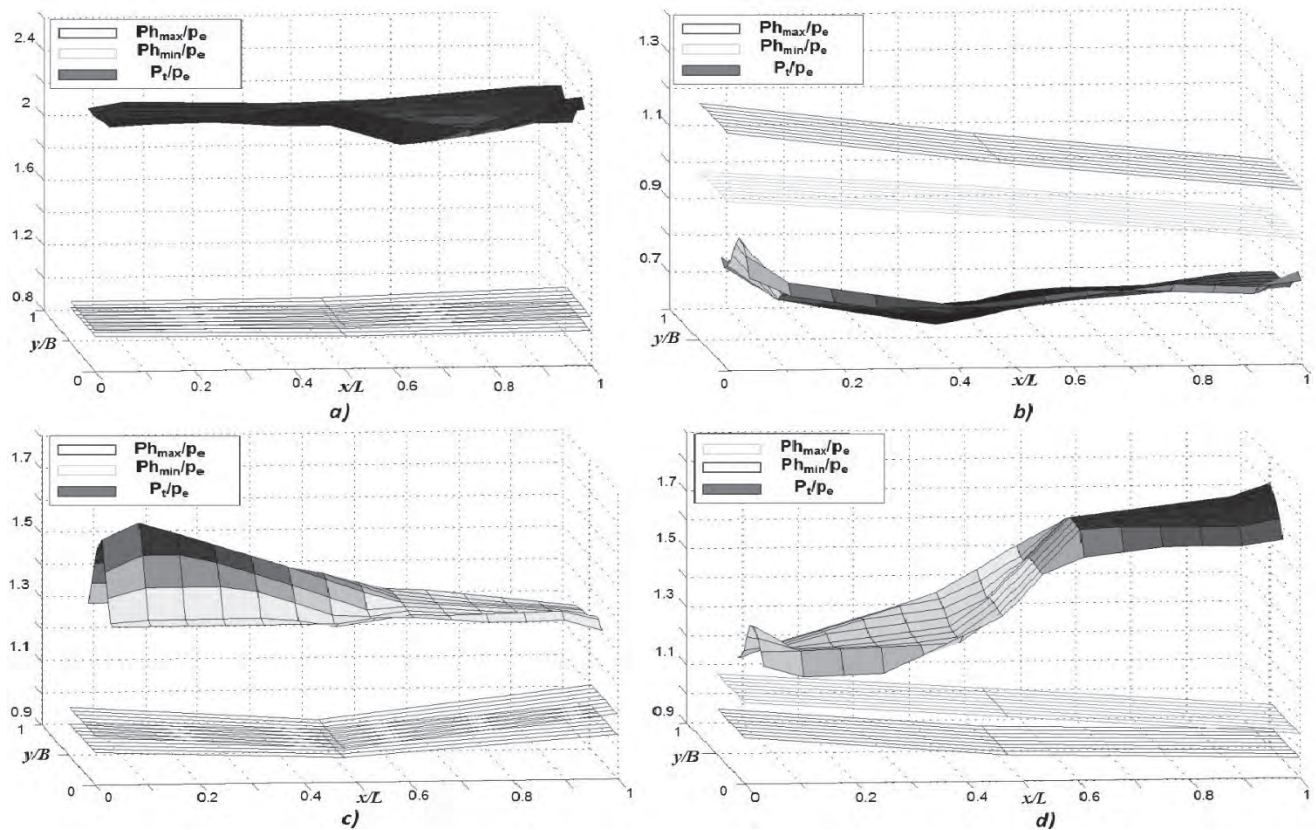 Ph_max/p_e
Ph_min/p_e
P_t/p_e
2.4
2
1.6
1.2
0.8
1
y/B
0
0 0.2 0.4 0.6 0.8 1
x/L
a)
Ph_max/p_e
Ph_min/p_e
P_t/p_e
1.3
1.1
0.9
0.7
1
y/B
0
0 0.2 0.4 0.6 0.8 1
x/L
b)
Ph_max/p_e
Ph_min/p_e
P_t/p_e
1.7
1.5
1.3
1.1
0.9
1
y/B
0
0 0.2 0.4 0.6 0.8 1
x/L
c)
Ph_max/p_e
Ph_min/p_e
P_t/p_e
1.7
1.5
1.3
1.1
0.9
1
y/B
0
0 0.2 0.4 0.6 0.8 1
x/L
d)